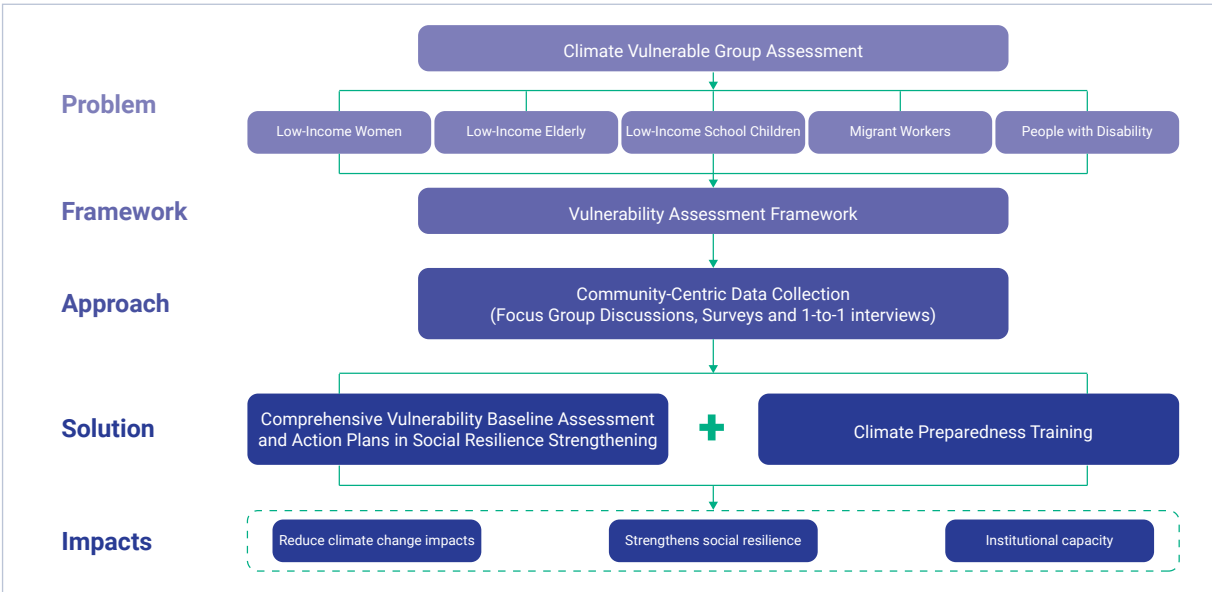 Climate Vulnerable Group Assessment
Problem
Low-Income Women
Low-Income Elderly
Low-Income School Children
Migrant Workers
People with Disability
Framework
Vulnerability Assessment Framework
Approach
Community-Centric Data Collection
(Focus Group Discussions, Surveys and 1-to-1 interviews)
Solution
Comprehensive Vulnerability Baseline Assessment
and Action Plans in Social Resilience Strengthening
+
Climate Preparedness Training
Impacts
Reduce climate change impacts
Strengthens social resilience
Institutional capacity